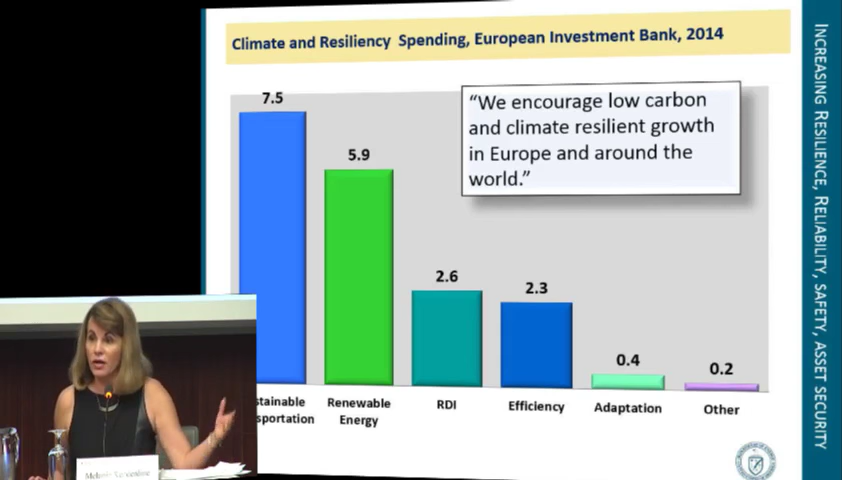 Climate and Resiliency Spending, European Investment Bank, 2014
7.5
5.9
2.6
2.3
0.4
0.2
“We encourage low carbon
and climate resilient growth
in Europe and around the
world.”
stainable
sportation
Renewable
Energy
RDI
Efficiency
Adaptation
Other
INCREASING RESILIENCE, RELIABILITY, SAFETY, ASSET SECURITY